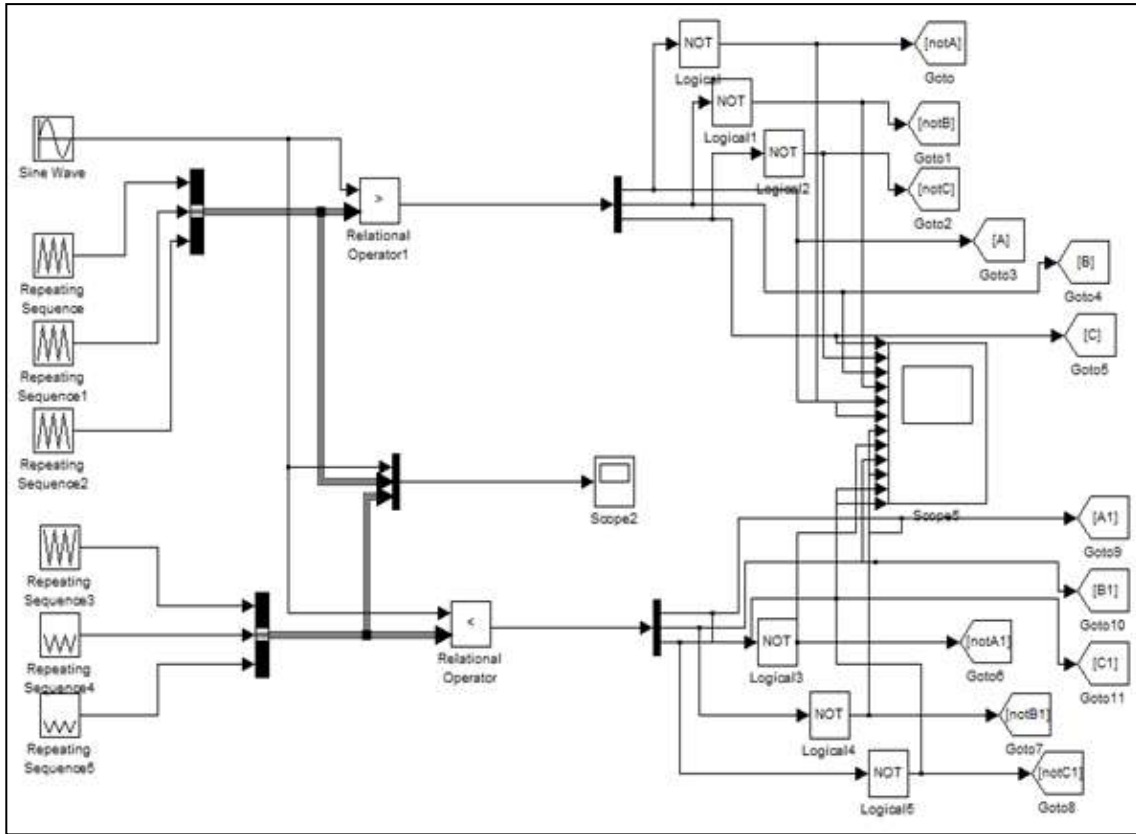 NOT
Logical
[notA]
Goto
NOT
Logical1
[notB]
Goto1
NOT
Logical2
[notC]
Goto2
Sine Wave
>
Relational
Operator1
[A]
Goto3
[B]
Goto4
[C]
Goto5
Repeating
Sequence
Repeating
Sequence1
Repeating
Sequence2
Scope2
Scope5
[A1]
Goto9
Repeating
Sequence3
[B1]
Goto10
<
Relational
Operator
NOT
Logical3
[notA1]
Goto6
[C1]
Goto11
Repeating
Sequence4
NOT
Logical4
[notB1]
Goto7
Repeating
Sequence5
NOT
Logical5
[notC1]
Goto8